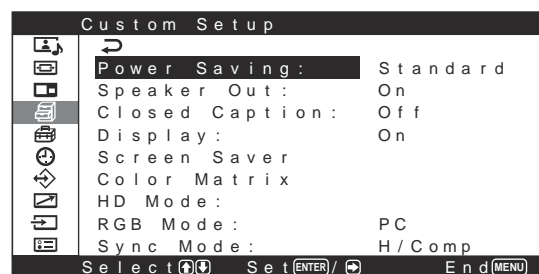 Custom Setup
Power Saving: Standard
Speaker Out: On
Closed Caption: Off
Display: On
Screen Saver
Color Matrix
HD Mode:
RGB Mode: PC
Sync Mode: H/Comp
Select Set ENTER / End MENU